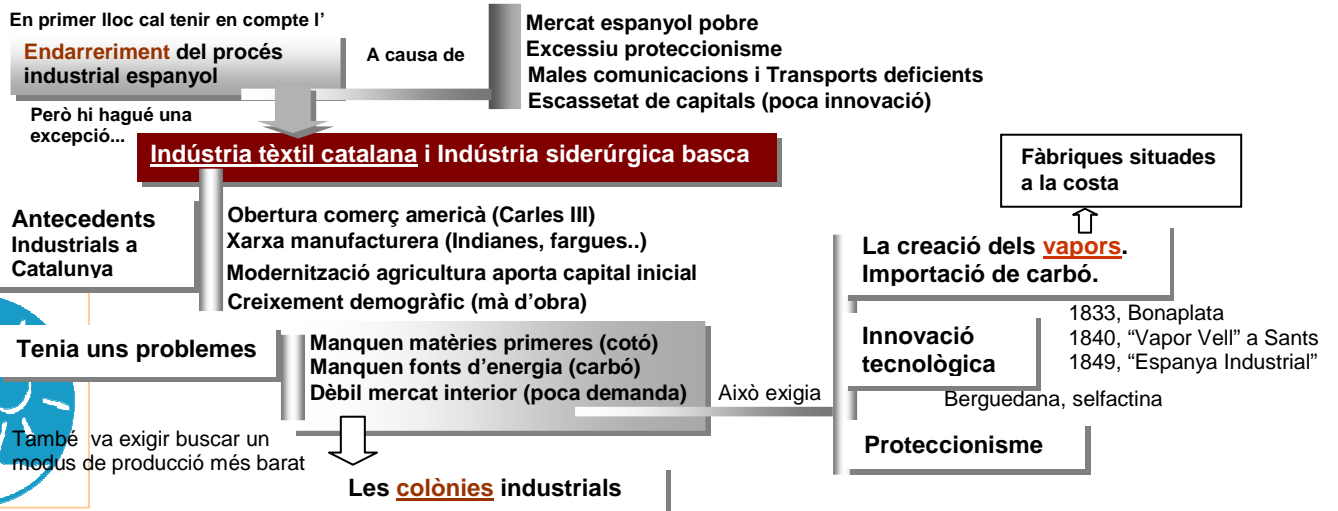 En primer lloc cal tenir en compte l’
Endarreriment del procés
industrial espanyol
A causa de
Mercat espanyol pobre
Excessiu proteccionisme
Males comunicacions i Transports deficients
Escassetat de capitals (poca innovació)
Però hi hagué una
excepció...
Indústria tèxtil catalana i Indústria siderúrgica basca
Antecedents
Industrials a
Catalunya
Obertura comerç americà (Carles III)
Xarxa manufacturera (Indianes, fargues..)
Modernització agricultura aporta capital inicial
Creixement demogràfic (mà d’obra)
Tenia uns problemes
Manquen matèries primeres (cotó)
Manquen fonts d’energia (carbó)
Dèbil mercat interior (poca demanda)
Això exigia
Fàbriques situades
a la costa
La creació dels vapors.
Importació de carbó.
Innovació
tecnològica
1833, Bonaplata
1840, “Vapor Vell” a Sants
1849, “Espanya Industrial”
Berguedana, selfactina
Proteccionisme
També va exigir buscar un
modus de producció més barat
Les colònies industrials